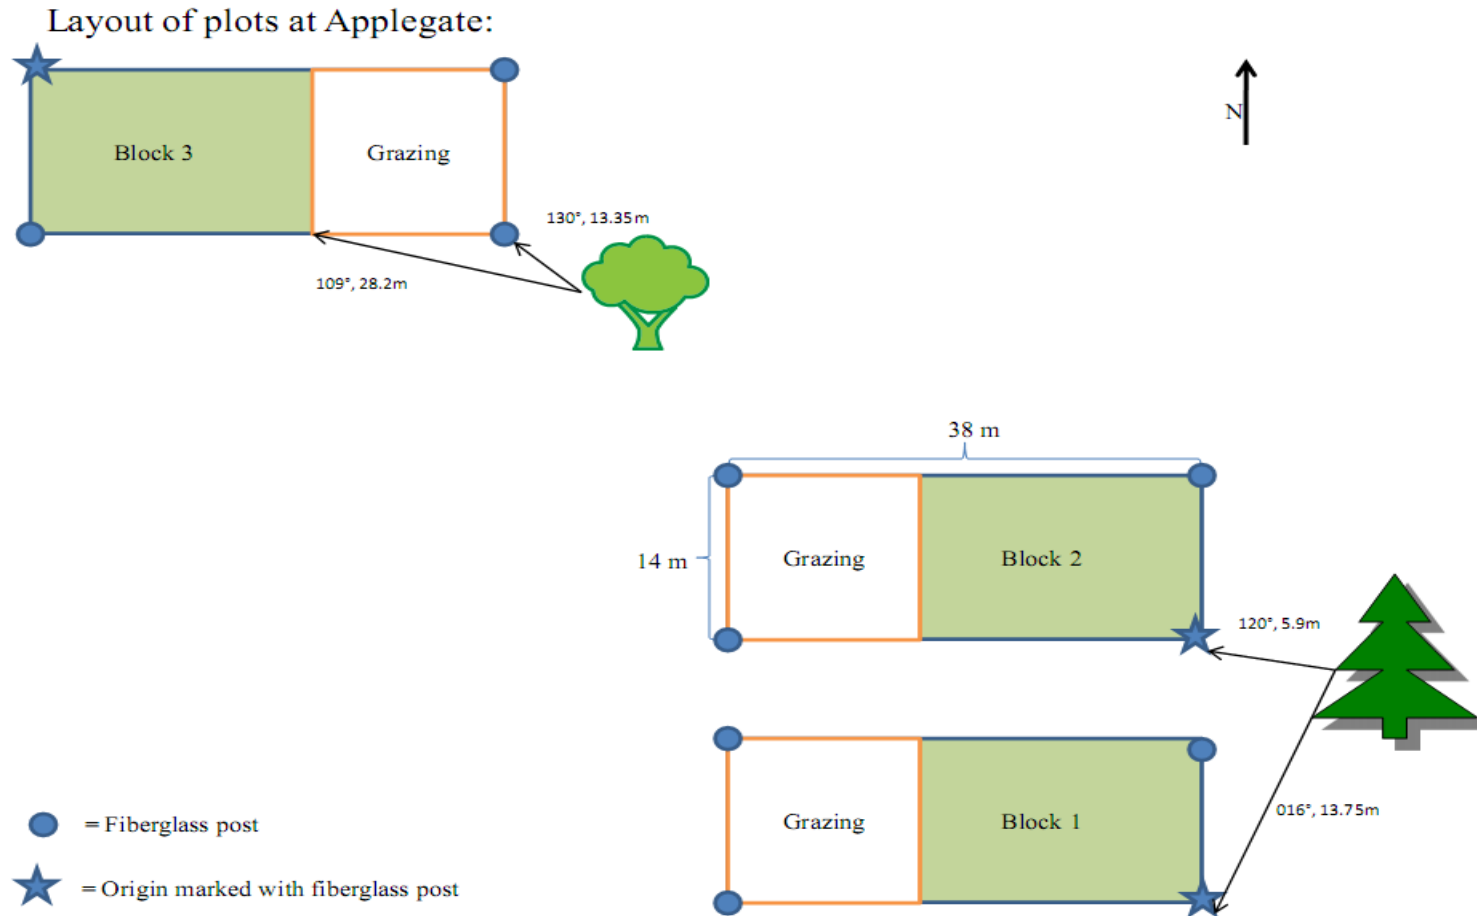 Layout of plots at Applegate:
N
Block 3
Grazing
130°, 13.35m
109°, 28.2m
38 m
14 m
Grazing
Block 2
120°, 5.9m
Grazing
Block 1
016°, 13.75m
= Fiberglass post
= Origin marked with fiberglass post